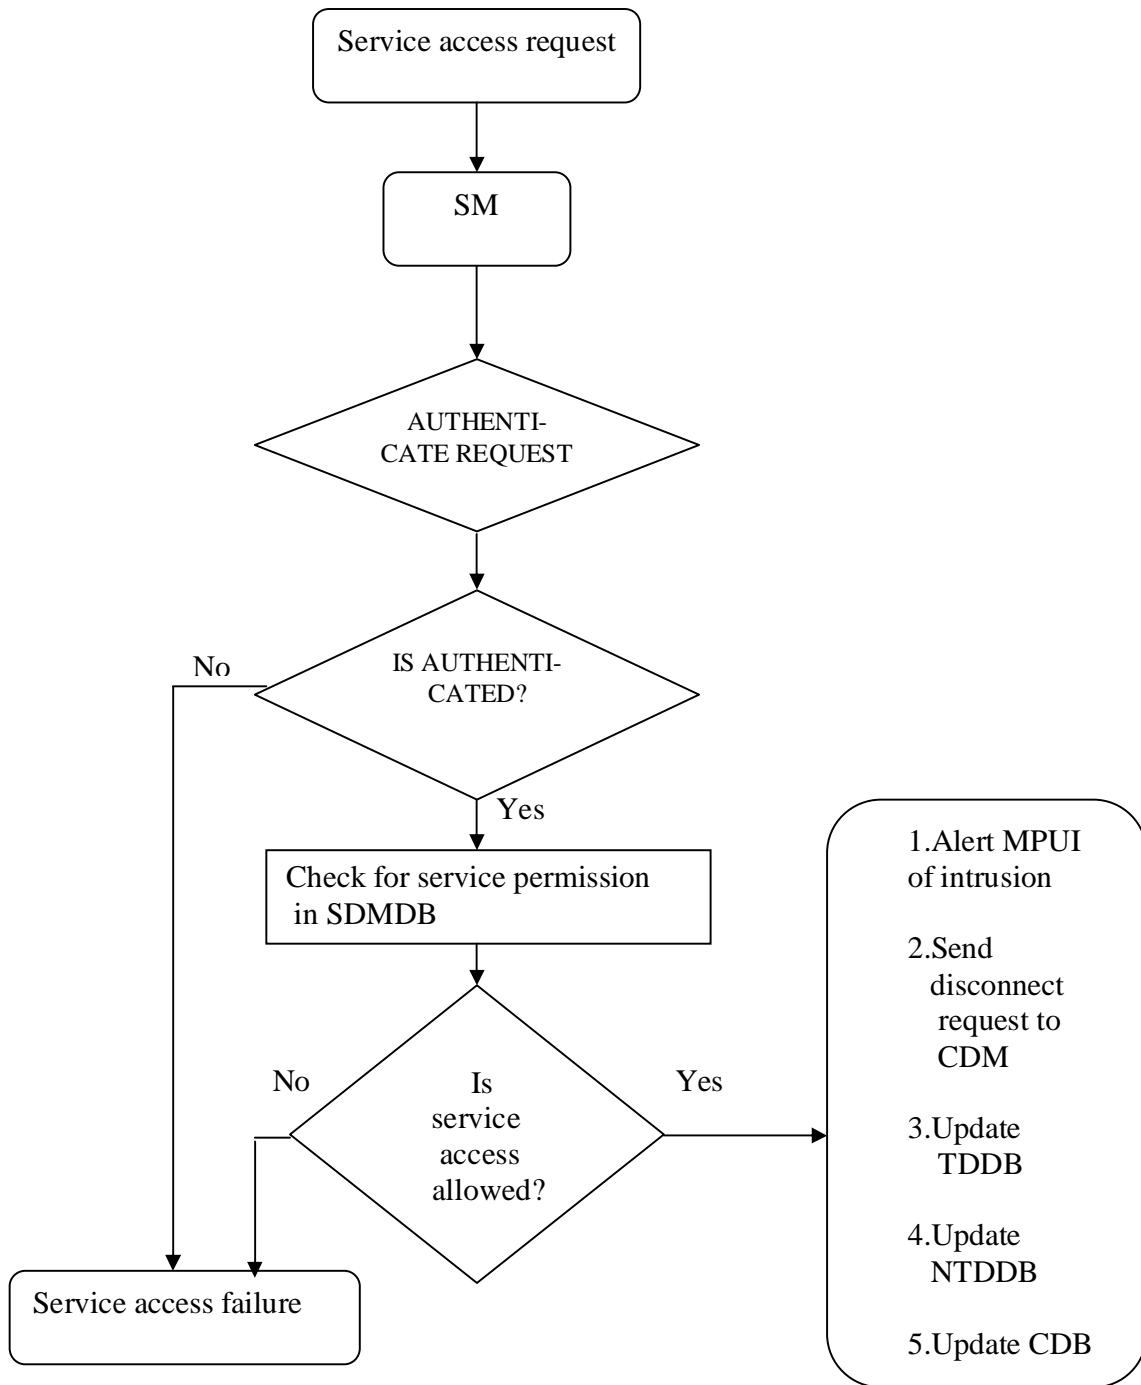 Service access request
SM
AUTHENTI-
CATE REQUEST
IS AUTHENTI-
CATED?
No
Yes
Check for service permission
in SDMDB
No
Is
service
access
allowed?
Yes
1.Alert MPUI
of intrusion
2.Send
disconnect
request to
CDM
3.Update
TDDB
4.Update
NTDDB
5.Update CDB
Service access failure